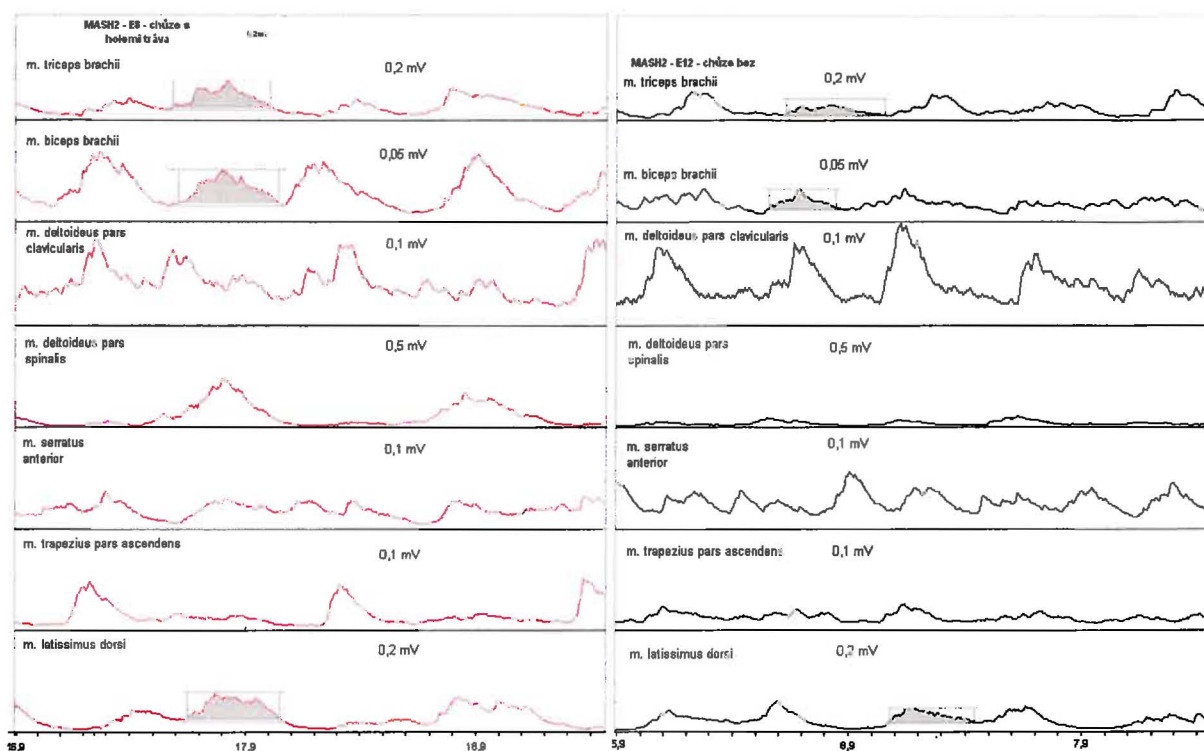 MASH2 - E8 - chůze s
holemi tráva
m. triceps brachii
0,2 mV
m. biceps brachii
0,05 mV
m. deltoideus pars
clavicularis
0,1 mV
m. deltoideus pars
spinalis
0,5 mV
m. serratus
anterior
0,1 mV
m. trapezius pars ascendens
0,1 mV
m. latissimus dorsi
0,2 mV
17,9
18,9
MASH2 - E12 - chůze bez
m. triceps brachii
0,2 mV
m. biceps brachii
0,05 mV
m. deltoideus pars clavicularis
0,1 mV
m. deltoideus pars
spinalis
0,5 mV
m. serratus
anterior
0,1 mV
m. trapezius pars ascendens
0,1 mV
m. latissimus dorsi
0,2 mV
5,9
6,9
7,9